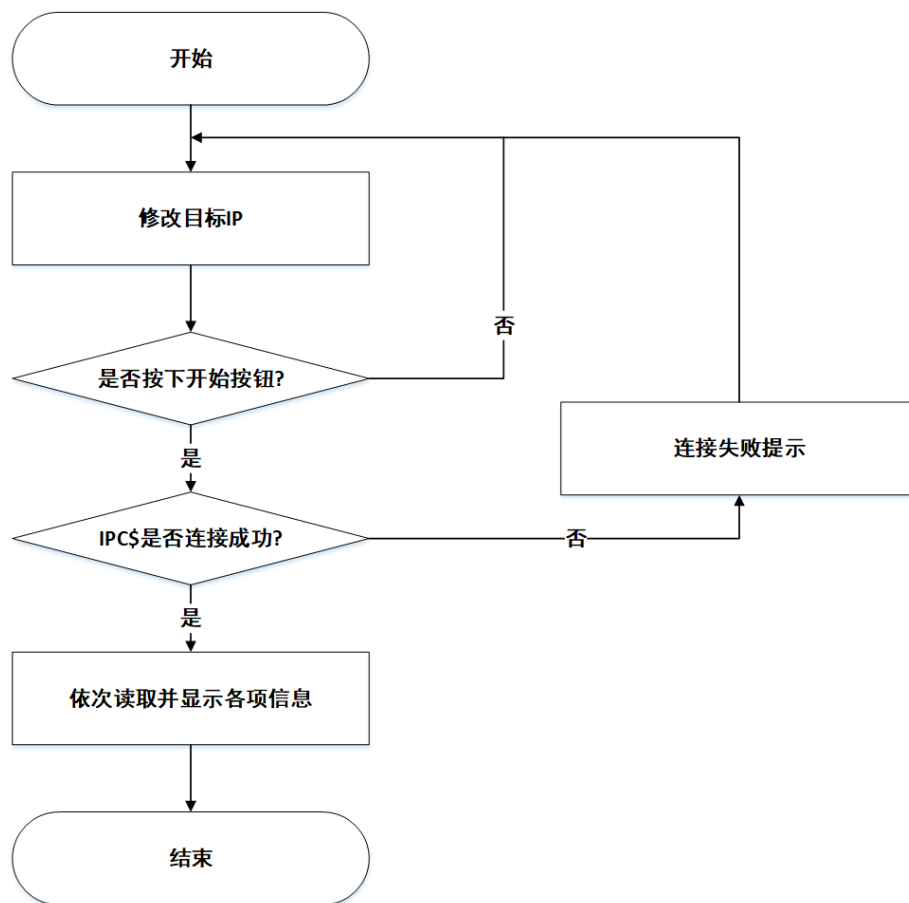 开始
修改目标IP
否
是否按下开始按钮?
连接失败提示
是
IPC$是否连接成功?
否
是
依次读取并显示各项信息
结束